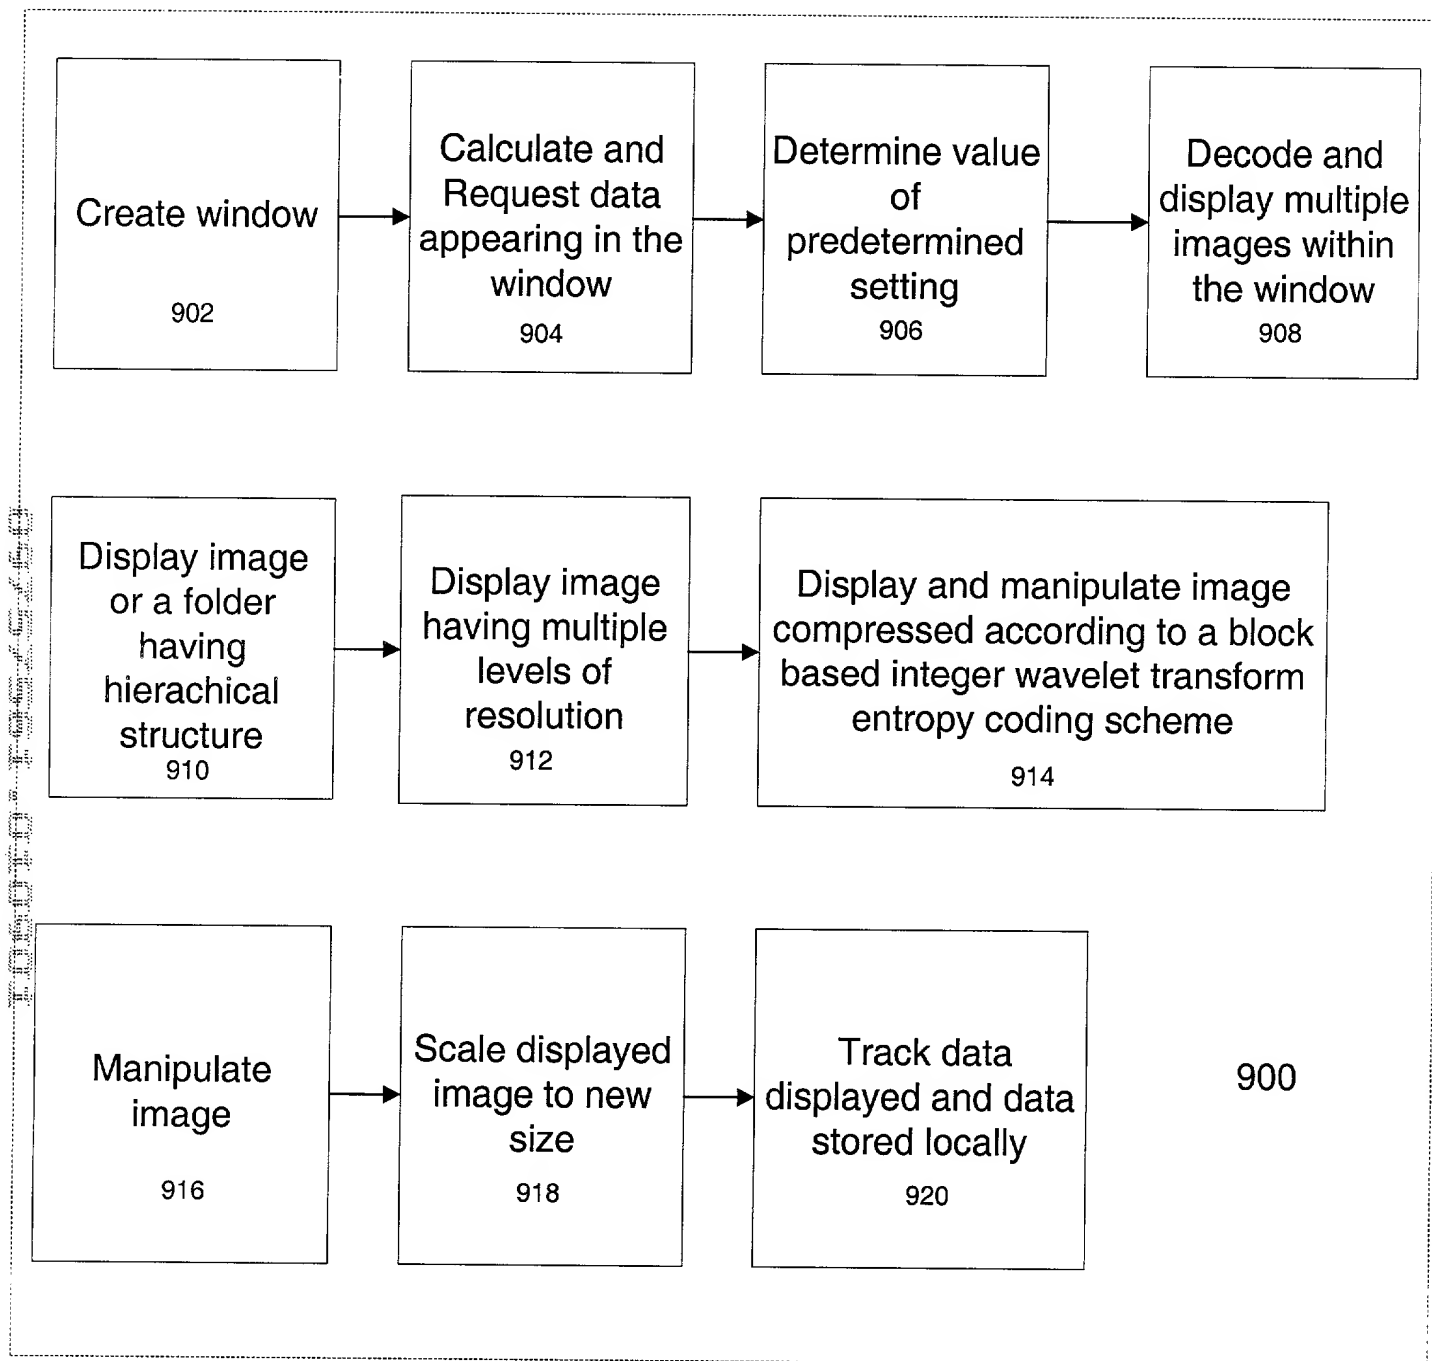 Create window
902
Calculate and
Request data
appearing in the
window
904
Determine value
of
predetermined
setting
906
Decode and
display multiple
images within
the window
908
Display image
or a folder
having
hierachical
structure
910
Display image
having multiple
levels of
resolution
912
Display and manipulate image
compressed according to a block
based integer wavelet transform
entropy coding scheme
914
Manipulate
image
916
Scale displayed
image to new
size
918
Track data
displayed and data
stored locally
920
900